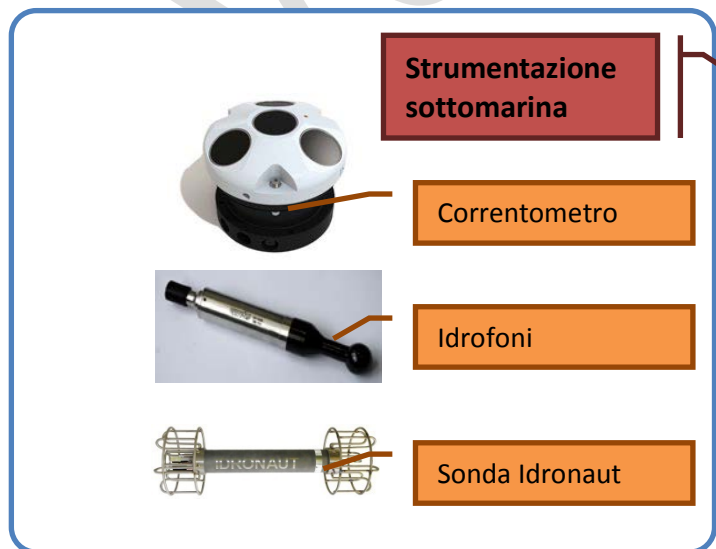 Strumentazione
sottomarina
Correntometro
Idrofoni
IDRONAUT
Sonda Idronaut